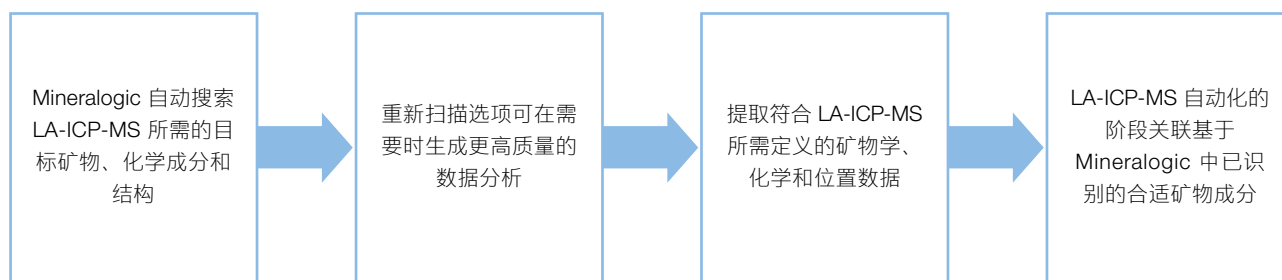 Mineralogic 自动搜索
LA-ICP-MS 所需的目
标矿物、化学成分和
结构
重新扫描选项可在需
要时生成更高质量的
数据分析
提取符合 LA-ICP-MS
所需定义的矿物学、
化学和位置数据
LA-ICP-MS 自动化的
阶段关联基于
Mineralogic 中已识
别的合适矿物成分